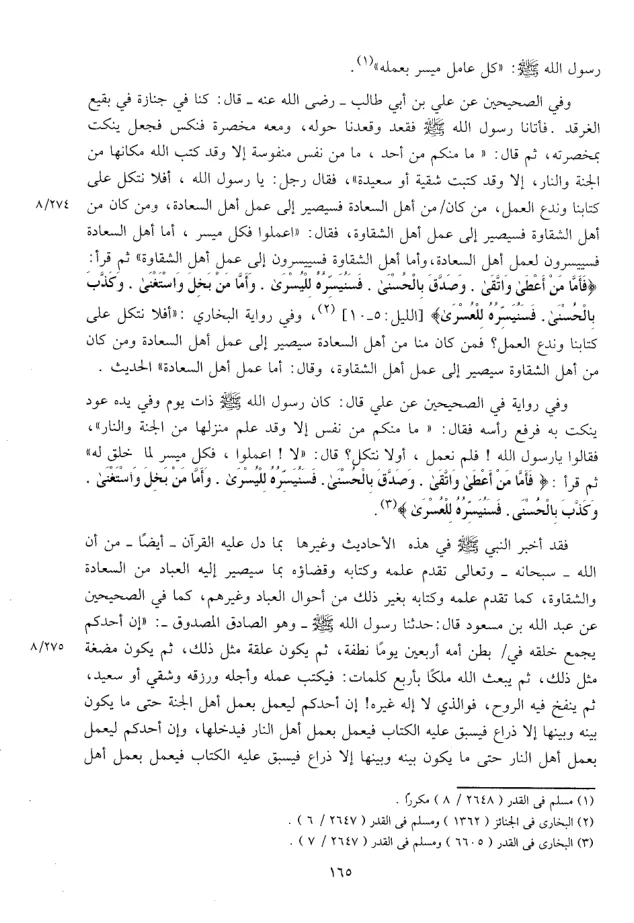 رسول الله ﷺ: «كل عامل ميسر بعمله»(١).
وفي الصحيحين عن علي بن أبي طالب ـ رضى الله عنه ـ قال: كنا في جنازة في بقيع
الغرقد .فأتانا رسول الله ﷺ فقعد وقعدنا حوله، ومعه مخصرة فنكس فجعل ينكت
بمخصرته، ثم قال: « ما منكم من أحد ، ما من نفس منفوسة إلا وقد كتب الله مكانها من
الجنة والنار، إلا وقد كتبت شقية أو سعيدة»، فقال رجل: يا رسول الله ، أفلا نتكل على
كتابنا وندع العمل، من كان/ من أهل السعادة فسيصير إلى عمل أهل السعادة، ومن كان من
٨/٢٧٤
أهل الشقاوة فسيصير إلى عمل أهل الشقاوة، فقال: «اعملوا فكل ميسر ، أما أهل السعادة
فسييسرون لعمل أهل السعادة،وأما أهل الشقاوة فسييسرون إلى عمل أهل الشقاوة» ثم قرأ:
﴿فَأَمَّا مَنْ أَعْطَىٰ وَاتَّقَىٰ . وَصَدَّقَ بِالْحُسْنَىٰ . فَسَنُيَسِّرُهُ لِلْيُسْرَىٰ . وَأَمَّا مَنْ بَخِلَ وَاسْتَغْنَىٰ . وَكَذَّبَ
بِالْحُسْنَىٰ. فَسَنُيَسِّرُهُ لِلْعُسْرَىٰ﴾ [الليل:٥ـ١٠] (٢). وفي رواية البخاري :«أفلا نتكل على
كتابنا وندع العمل؟ فمن كان منا من أهل السعادة سيصير إلى عمل أهل السعادة ومن كان
من أهل الشقاوة سيصير إلى عمل أهل الشقاوة، وقال: أما عمل أهل السعادة» الحديث .
وفي رواية في الصحيحين عن علي قال: كان رسول الله ﷺ ذات يوم وفي يده عود
ينكت به فرفع رأسه فقال: « ما منكم من نفس إلا وقد علم منزلها من الجنة والنار»،
فقالوا يارسول الله ! فلم نعمل ، أولا نتكل؟ قال: «لا ! اعملوا ، فكل ميسر لما خلق له»
ثم قرأ :﴿ فَأَمَّا مَنْ أَعْطَىٰ وَاتَّقَىٰ . وَصَدَّقَ بِالْحُسْنَىٰ. فَسَنُيَسِّرُهُ لِلْيُسْرَىٰ . وَأَمَّا مَنْ بَخِلَ وَاسْتَغْنَىٰ .
وَكَذَّبَ بِالْحُسْنَىٰ. فَسَنُيَسِّرُهُ لِلْعُسْرَىٰ ﴾(٣).
فقد أخبر النبي ﷺ في هذه الأحاديث وغيرها بما دل عليه القرآن ـ أيضًا ـ من أن
الله ـ سبحانه ـ وتعالى تقدم علمه وكتابه وقضاؤه بما سيصير إليه العباد من السعادة
والشقاوة، كما تقدم علمه وكتابه بغير ذلك من أحوال العباد وغيرهم، كما في الصحيحين
عن عبد الله بن مسعود قال:حدثنا رسول الله ﷺ ـ وهو الصادق المصدوق ـ: «إن أحدكم
يجمع خلقه في/ بطن أمه أربعين يومًا نطفة، ثم يكون علقة مثل ذلك، ثم يكون مضغة
٨/٢٧٥
مثل ذلك، ثم يبعث الله ملكًا بأربع كلمات: فيكتب عمله وأجله ورزقه وشقي أو سعيد،
ثم ينفخ فيه الروح، فوالذي لا إله غيره! إن أحدكم ليعمل بعمل أهل الجنة حتى ما يكون
بينه وبينها إلا ذراع فيسبق عليه الكتاب فيعمل بعمل أهل النار فيدخلها، وإن أحدكم ليعمل
بعمل أهل النار حتى ما يكون بينه وبينها إلا ذراع فيسبق عليه الكتاب فيعمل بعمل أهل
(١) مسلم فى القدر ( ٢٦٤٨ / ٨ ) مكررًا .
(٢) البخارى فى الجنائز ( ١٣٦٢ ) ومسلم فى القدر ( ٢٦٤٧ / ٦ ) .
(٣) البخارى فى القدر ( ٦٦٠٥ ) ومسلم فى القدر ( ٢٦٤٧ / ٧ ) .
١٦٥